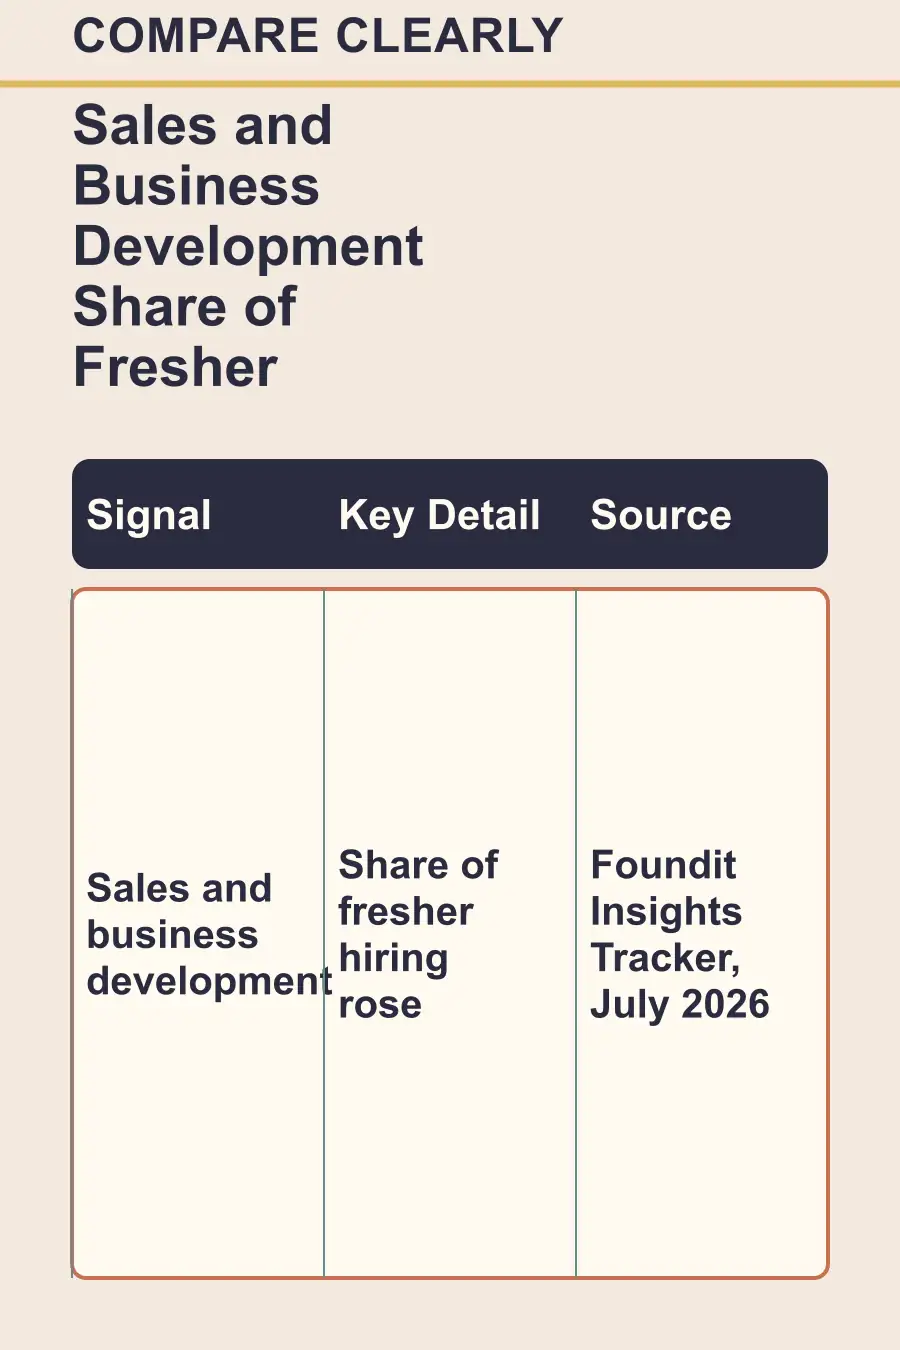 COMPARE CLEARLY
Sales and
Business
Development
Share of
Fresher
Signal
Key Detail
Source
Sales and
business
development
Share of
fresher
hiring
rose
Foundit
Insights
Tracker,
July 2026